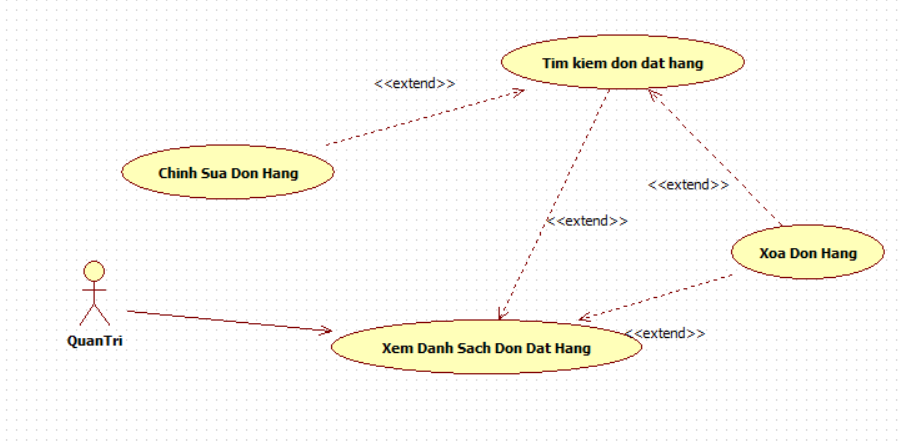 Tim kiem don dat hang
<<extend>>
Chinh Sua Don Hang
<<extend>>
<<extend>>
Xoa Don Hang
QuanTri
<<extend>>
Xem Danh Sach Don Dat Hang